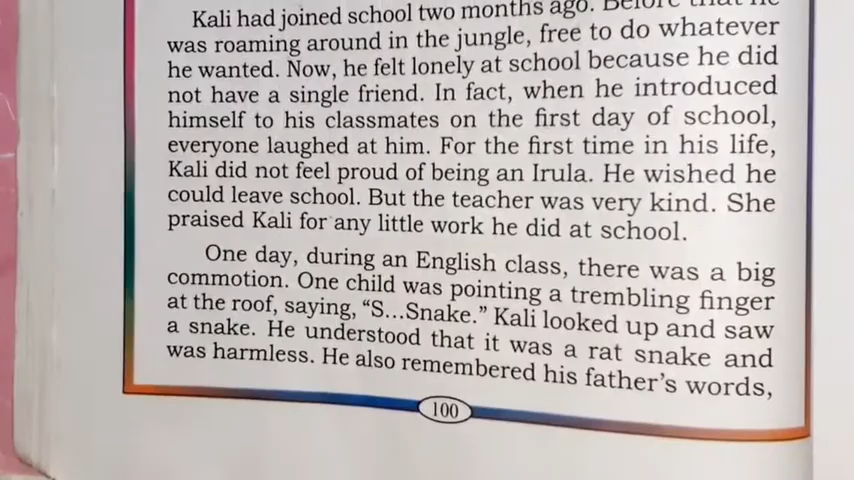 Kali had joined school two months ago. Before that he
was roaming around in the jungle, free to do whatever
he wanted. Now, he felt lonely at school because he did
not have a single friend. In fact, when he introduced
himself to his classmates on the first day of school,
everyone laughed at him. For the first time in his life,
Kali did not feel proud of being an Irula. He wished he
could leave school. But the teacher was very kind. She
praised Kali for any little work he did at school.
One day, during an English class, there was a big
commotion. One child was pointing a trembling finger
at the roof, saying, “S...Snake.” Kali looked up and saw
a snake. He understood that it was a rat snake and
was harmless. He also remembered his father’s words,
100